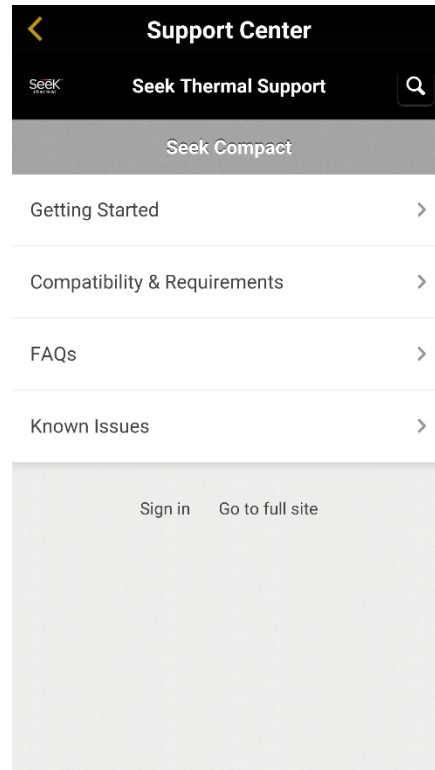 Support Center
Seek thermal
Seek Thermal Support
Seek Compact
Getting Started
Compatibility & Requirements
FAQs
Known Issues
Sign in Go to full site